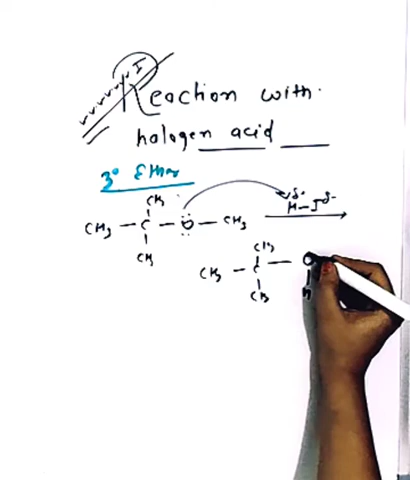 I
Reaction with
halogen acid
3° Ether
CH₃
CH₃ – C – Ö – CH₃
CH₃
δ+ δ-
H – I
CH₃
CH₃ – C – O
CH₃ H